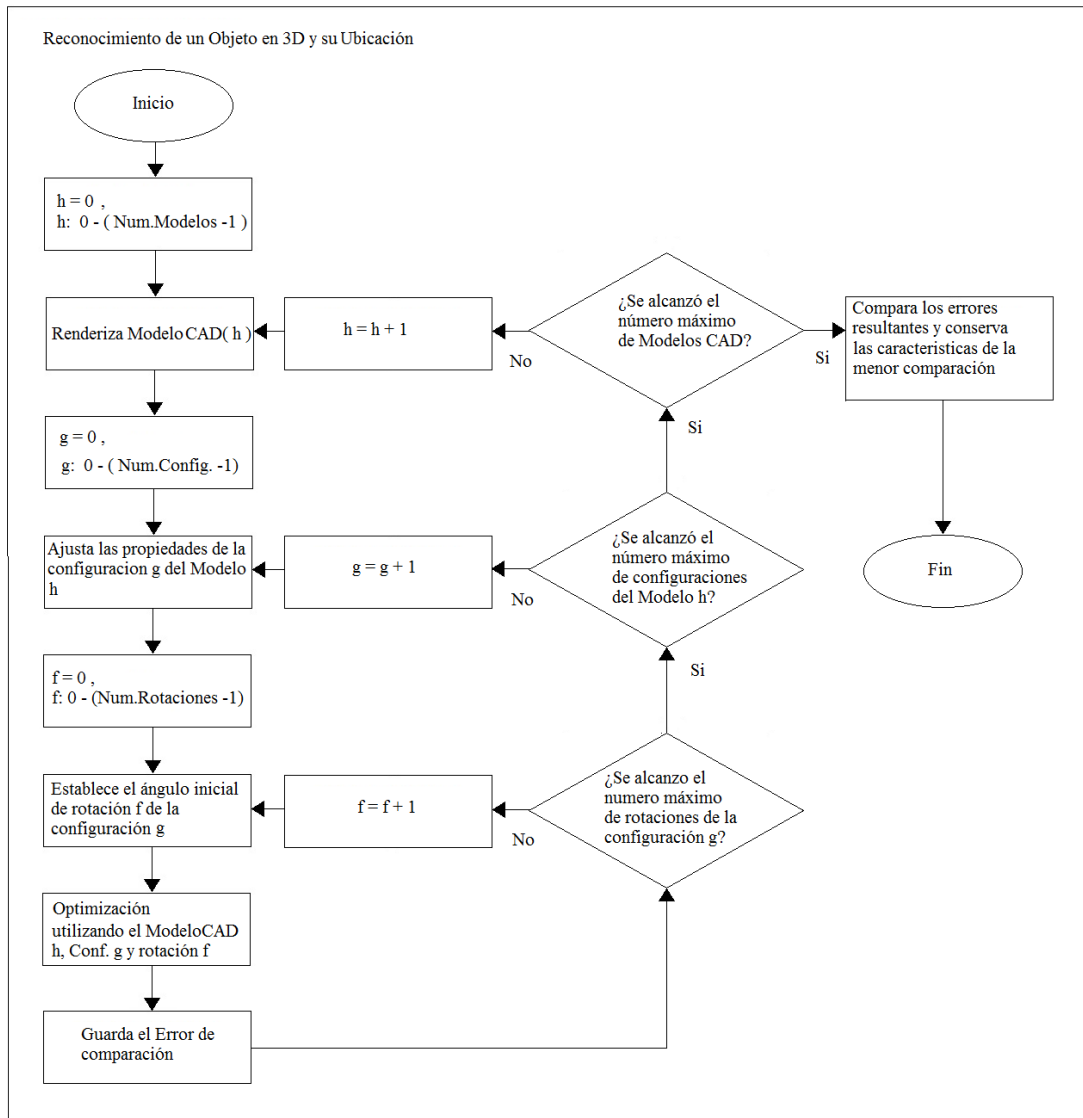 Reconocimiento de un Objeto en 3D y su Ubicación
Inicio
h = 0 ,
h:  0 - ( Num.Modelos -1 )
Renderiza Modelo CAD( h )
h = h + 1
No
¿Se alcanzó el
número máximo
de Modelos CAD?
Si
Compara los errores
resultantes y conserva
las caracteristicas de la
menor comparación
g = 0 ,
g:  0 - ( Num.Config. -1)
Si
Ajusta las propiedades de la
configuracion g del Modelo
h
g = g + 1
No
¿Se alcanzó el
número máximo
de configuraciones
del Modelo h?
Fin
f = 0 ,
f: 0 - (Num.Rotaciones -1)
Si
Establece el ángulo inicial
de rotación f de la
configuración g
f = f + 1
No
¿Se alcanzo el
numero máximo
de rotaciones de la
configuración g?
Optimización
utilizando el ModeloCAD
h, Conf. g y rotación f
Guarda el Error de
comparación